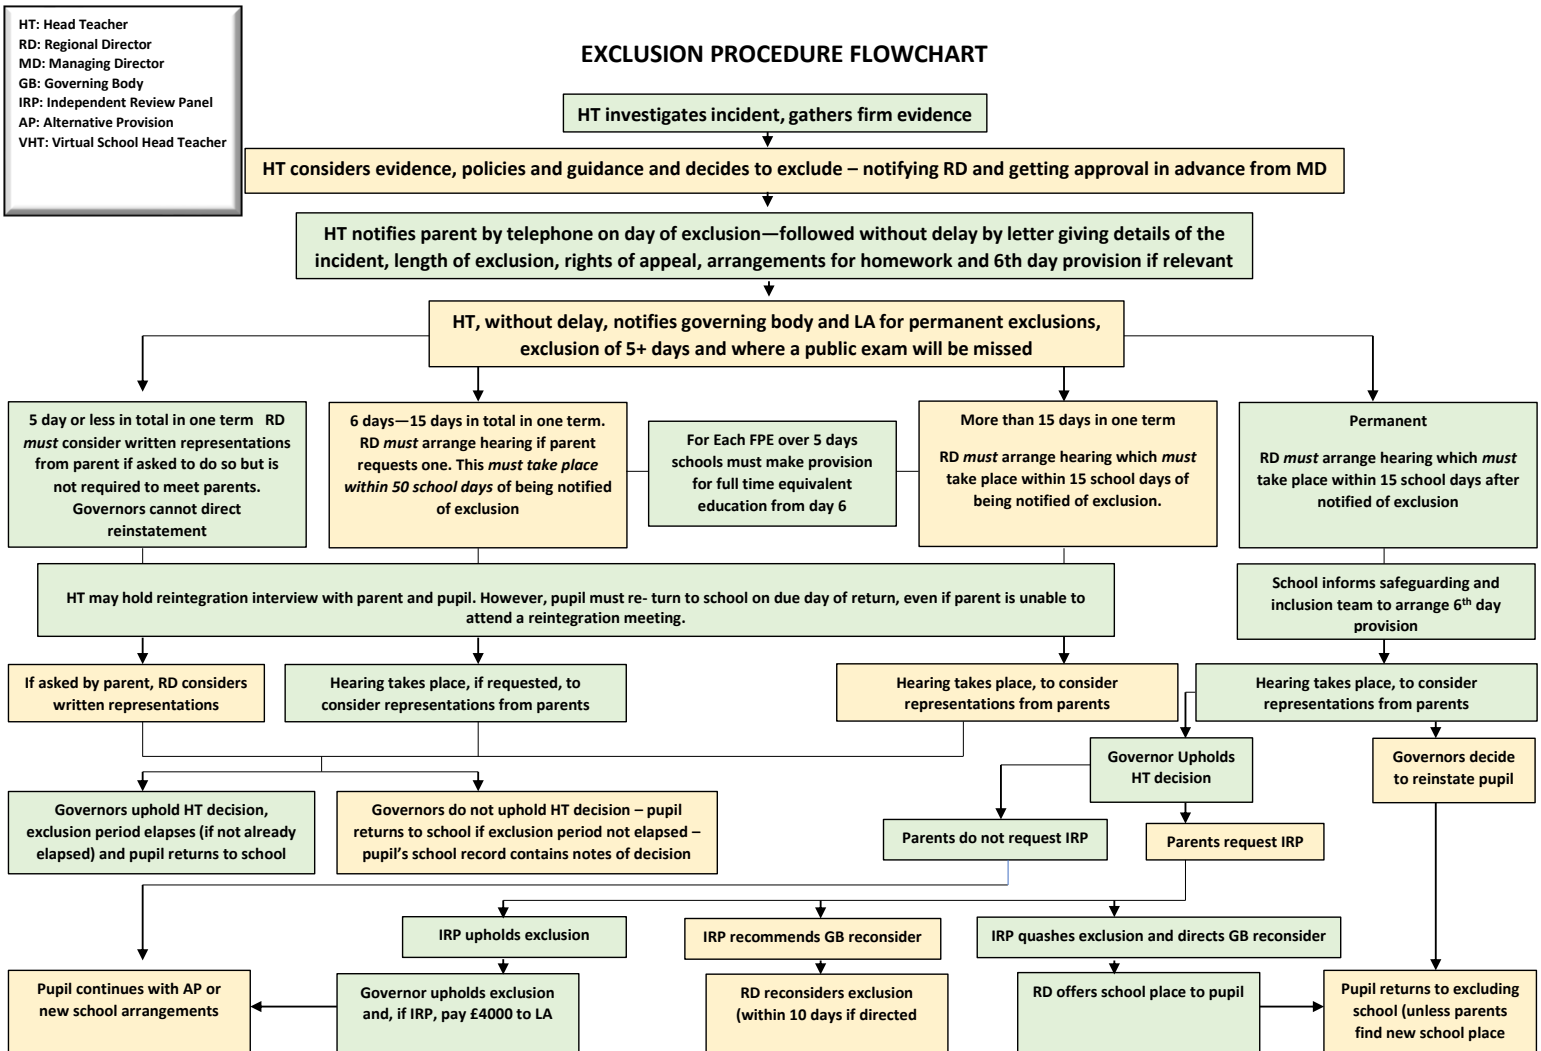 HT: Head Teacher
RD: Regional Director
MD: Managing Director
GB: Governing Body
IRP: Independent Review Panel
AP: Alternative Provision
VHT: Virtual School Head Teacher
EXCLUSION PROCEDURE FLOWCHART
HT investigates incident, gathers firm evidence
HT considers evidence, policies and guidance and decides to exclude – notifying RD and getting approval in advance from MD
HT notifies parent by telephone on day of exclusion—followed without delay by letter giving details of the
incident, length of exclusion, rights of appeal, arrangements for homework and 6th day provision if relevant
HT, without delay, notifies governing body and LA for permanent exclusions,
exclusion of 5+ days and where a public exam will be missed
5 day or less in total in one term RD
must consider written representations
from parent if asked to do so but is
not required to meet parents.
Governors cannot direct
reinstatement
6 days—15 days in total in one term.
RD must arrange hearing if parent
requests one. This must take place
within 50 school days of being notified
of exclusion
For Each FPE over 5 days
schools must make provision
for full time equivalent
education from day 6
More than 15 days in one term
RD must arrange hearing which must
take place within 15 school days of
being notified of exclusion.
Permanent
RD must arrange hearing which must
take place within 15 school days after
notified of exclusion
HT may hold reintegration interview with parent and pupil. However, pupil must re- turn to school on due day of return, even if parent is unable to
attend a reintegration meeting.
School informs safeguarding and
inclusion team to arrange 6th day
provision
If asked by parent, RD considers
written representations
Hearing takes place, if requested, to
consider representations from parents
Hearing takes place, to consider
representations from parents
Hearing takes place, to consider
representations from parents
Governor Upholds
HT decision
Governors decide
to reinstate pupil
Governors uphold HT decision,
exclusion period elapses (if not already
elapsed) and pupil returns to school
Governors do not uphold HT decision – pupil
returns to school if exclusion period not elapsed –
pupil's school record contains notes of decision
Parents do not request IRP
Parents request IRP
IRP upholds exclusion
IRP recommends GB reconsider
IRP quashes exclusion and directs GB reconsider
Pupil continues with AP or
new school arrangements
Governor upholds exclusion
and, if IRP, pay £4000 to LA
RD reconsiders exclusion
(within 10 days if directed
RD offers school place to pupil
Pupil returns to excluding
school (unless parents
find new school place